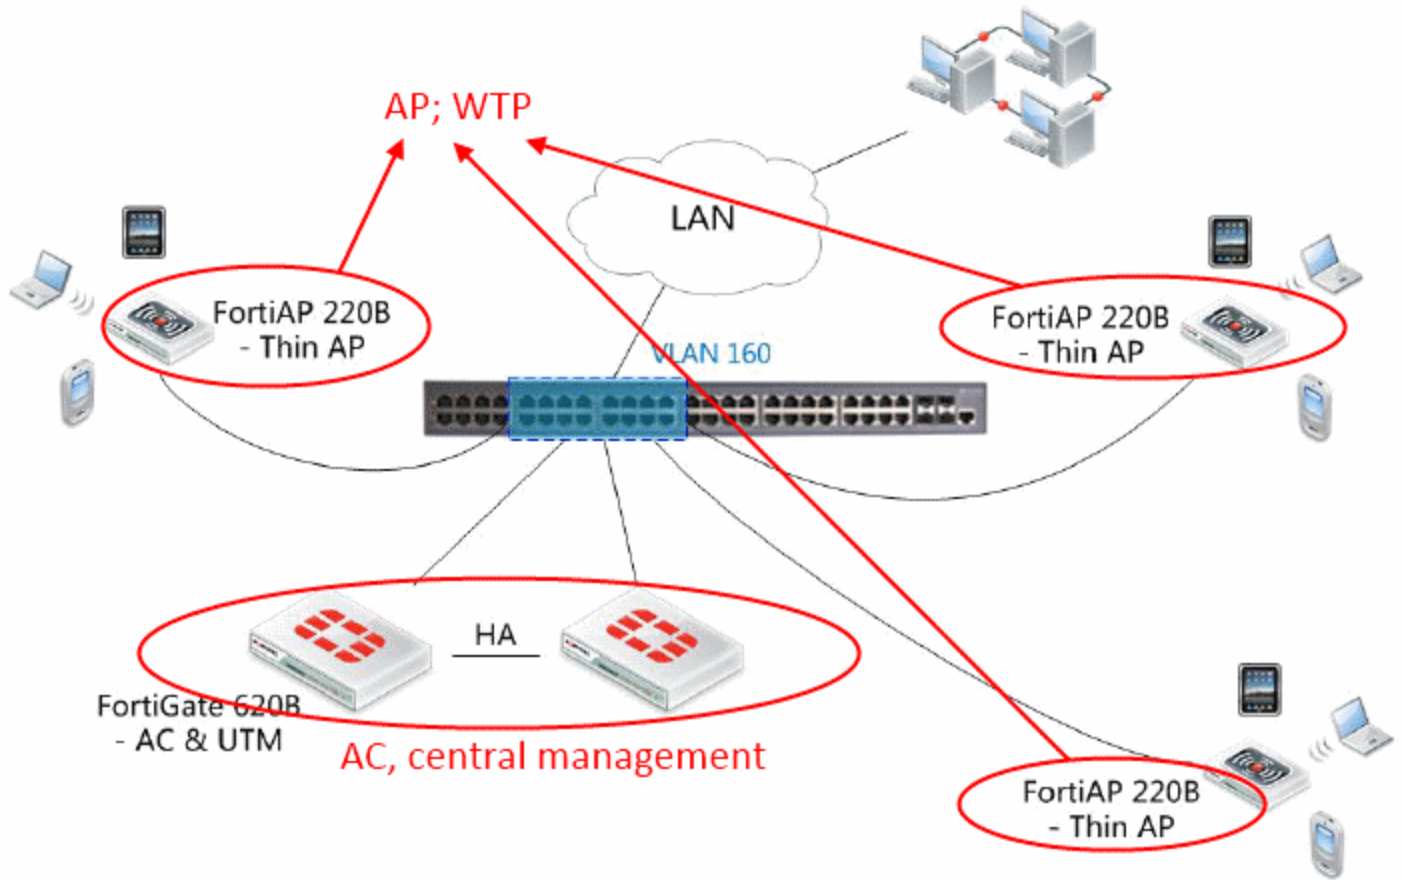 AP; WTP
LAN
FortiAP 220B
- Thin AP
FortiAP 220B
- Thin AP
VLAN 160
HA
FortiGate 620B
- AC & UTM
AC, central management
FortiAP 220B
- Thin AP